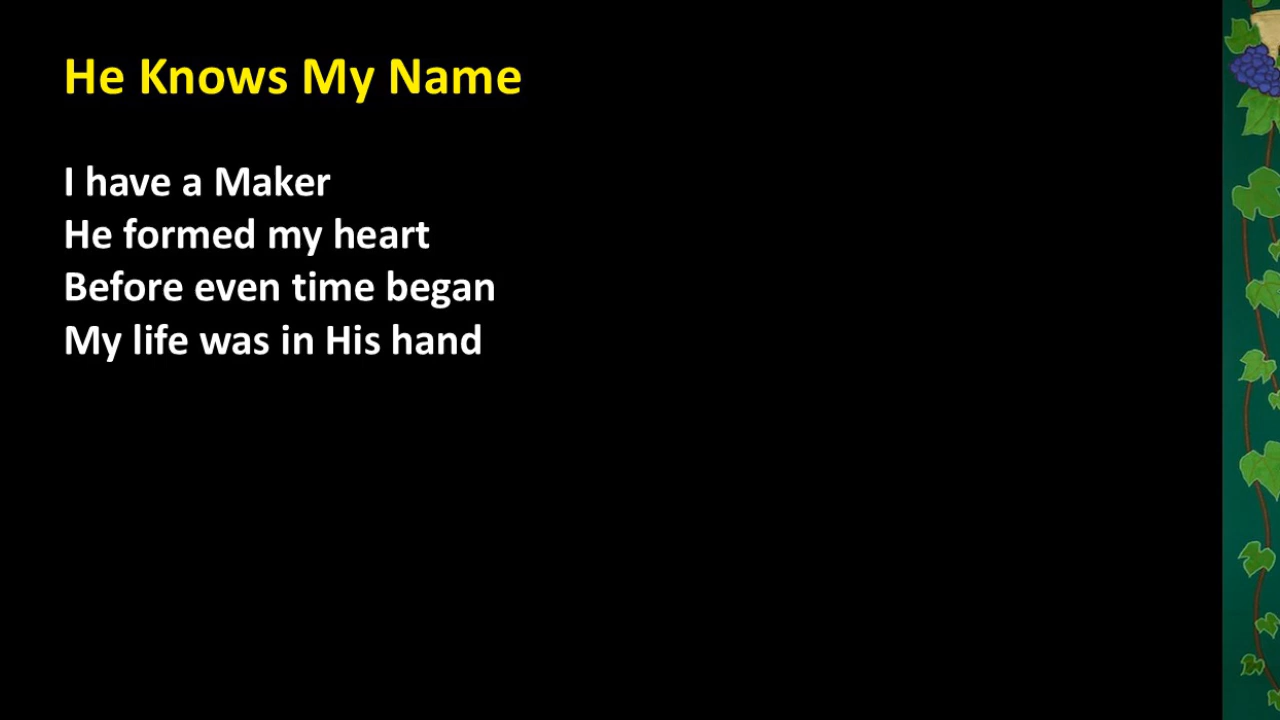 He Knows My Name
I have a Maker
He formed my heart
Before even time began
My life was in His hand